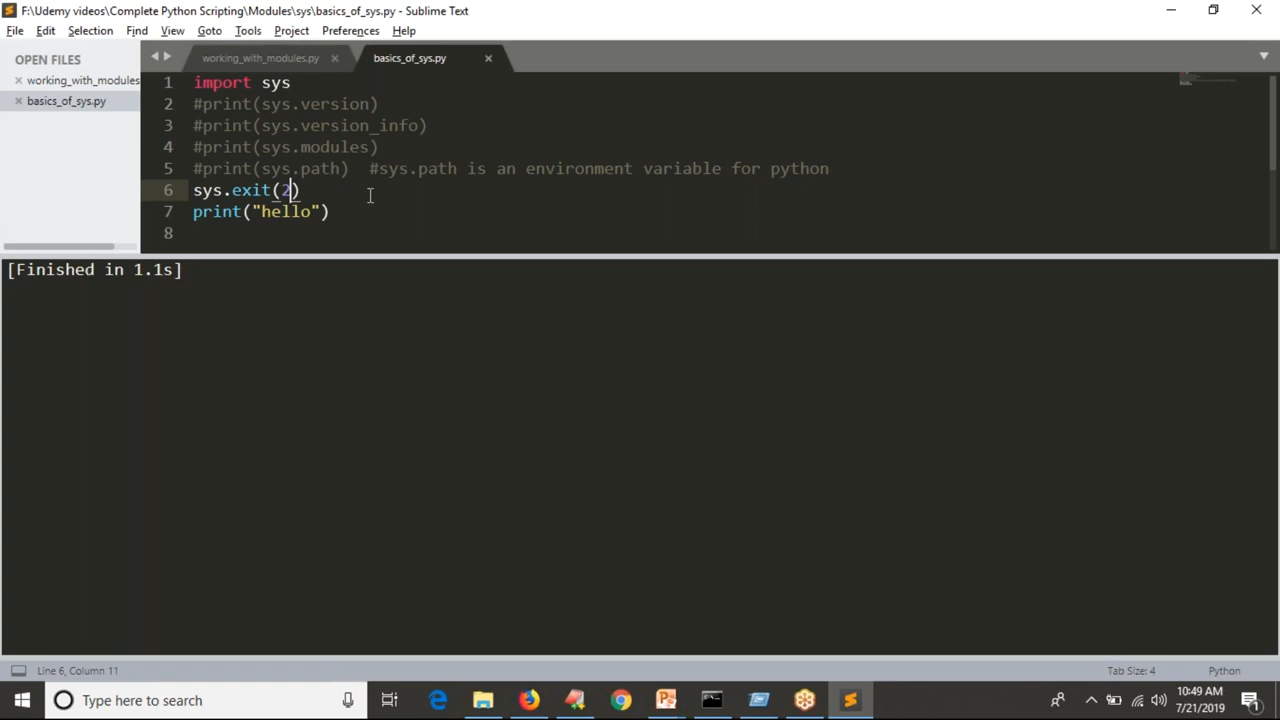 F:\Udemy videos\Complete Python Scripting\Modules\sys\basics_of_sys.py - Sublime Text
File Edit Selection Find View Goto Tools Project Preferences Help
OPEN FILES
working_with_modules
basics_of_sys.py
working_with_modules.py
basics_of_sys.py
1 import sys
2 #print(sys.version)
3 #print(sys.version_info)
4 #print(sys.modules)
5 #print(sys.path)  #sys.path is an environment variable for python
6 sys.exit(2)
7 print("hello")
8
[Finished in 1.1s]
Line 6, Column 11
Tab Size: 4
Python
Type here to search
10:49 AM
7/21/2019
1